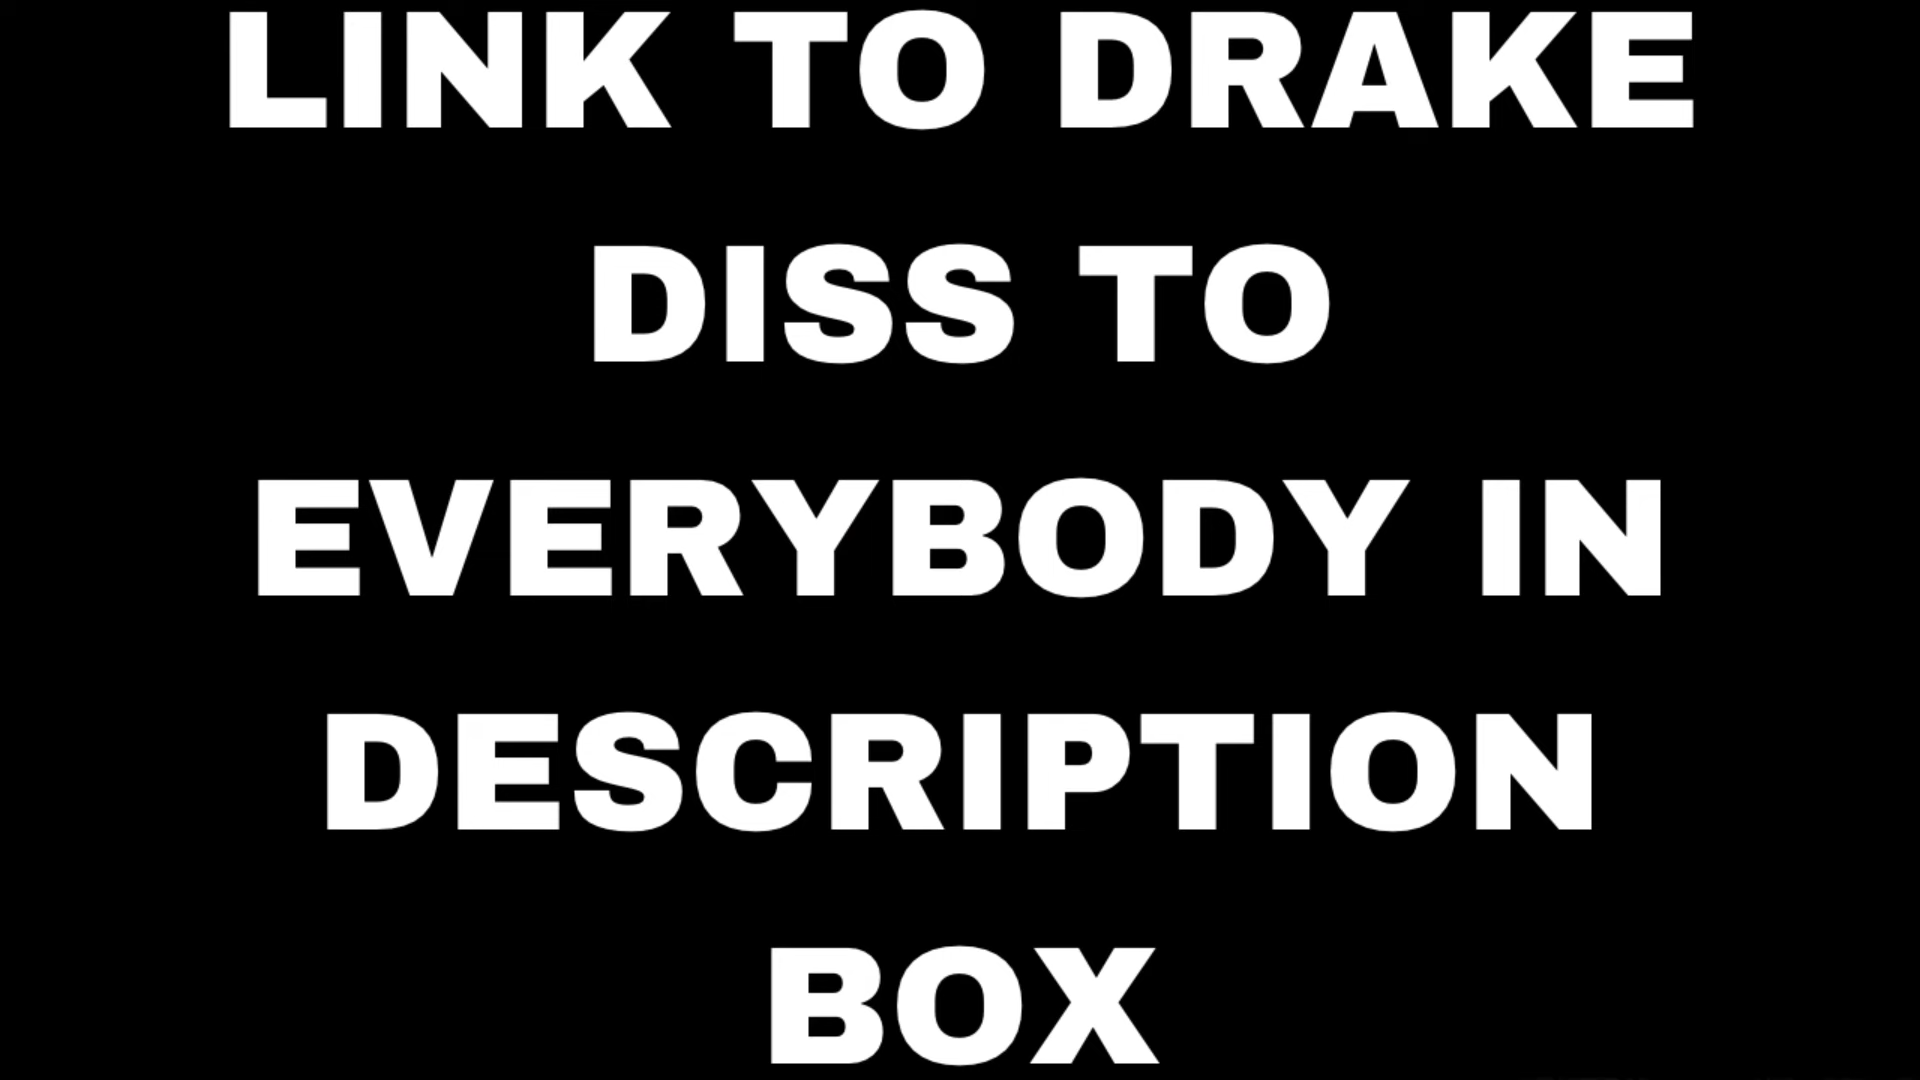 LINK TO DRAKE
DISS TO
EVERYBODY IN
DESCRIPTION
BOX